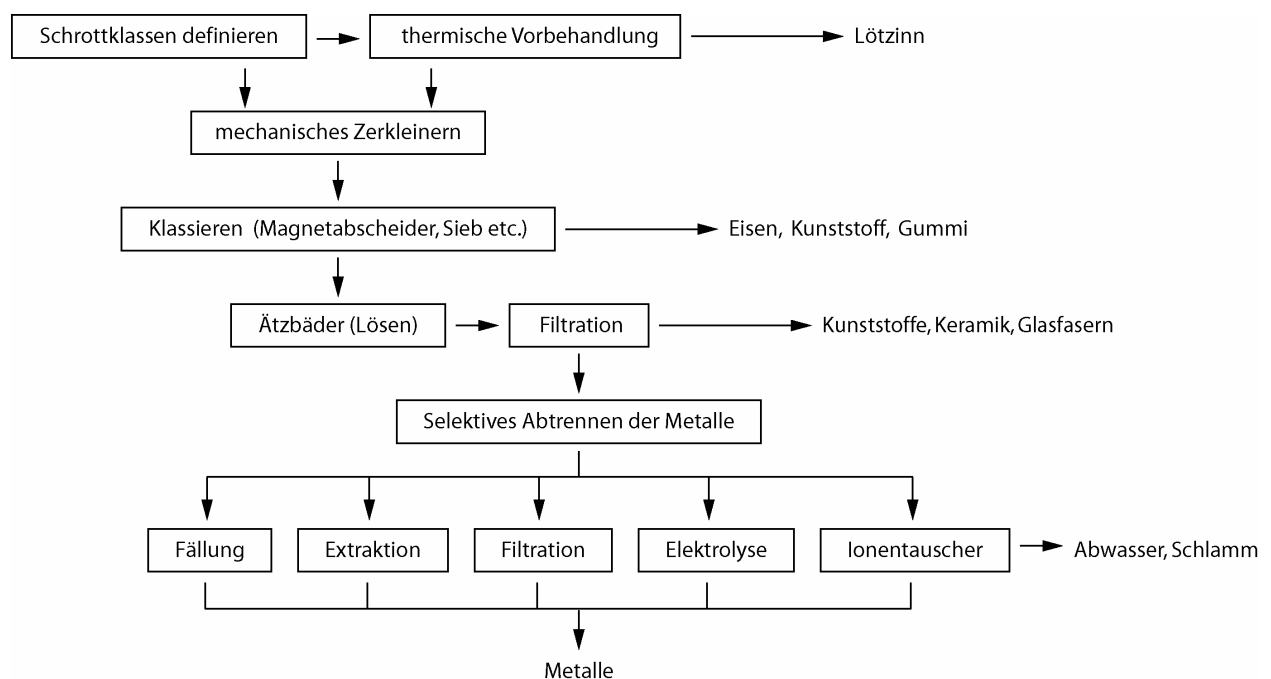 Schrottklassen definieren
thermische Vorbehandlung
Lötzinn
mechanisches Zerkleinern
Klassieren (Magnetabscheider, Sieb etc.)
Eisen, Kunststoff, Gummi
Ätzbäder (Lösen)
Filtration
Kunststoffe, Keramik, Glasfasern
Selektives Abtrennen der Metalle
Fällung
Extraktion
Filtration
Elektrolyse
Ionentauscher
Abwasser, Schlamm
Metalle